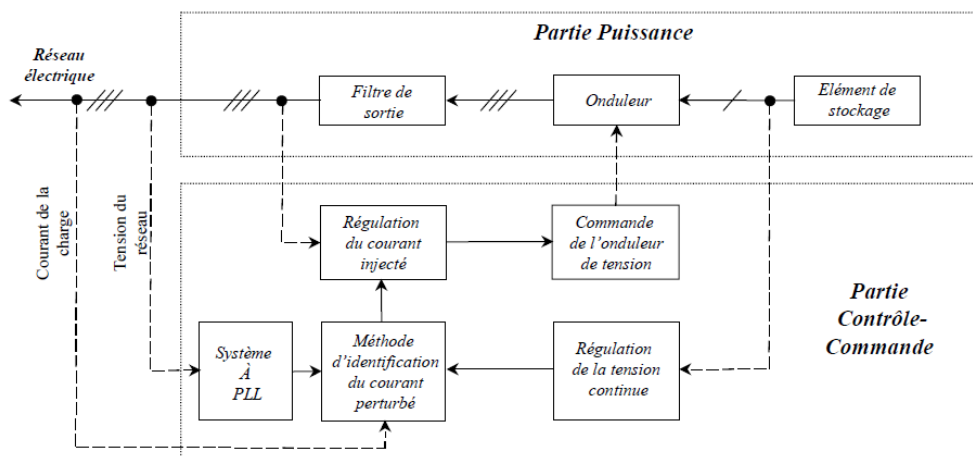 Partie Puissance
Réseau
électrique
Filtre de
sortie
Onduleur
Elément de
stockage
Courant de la
charge
Tension du
réseau
Régulation
du courant
injecté
Commande
de l'onduleur
de tension
Partie
Contrôle-
Commande
Système
À
PLL
Méthode
d'identification
du courant
perturbé
Régulation
de la tension
continue